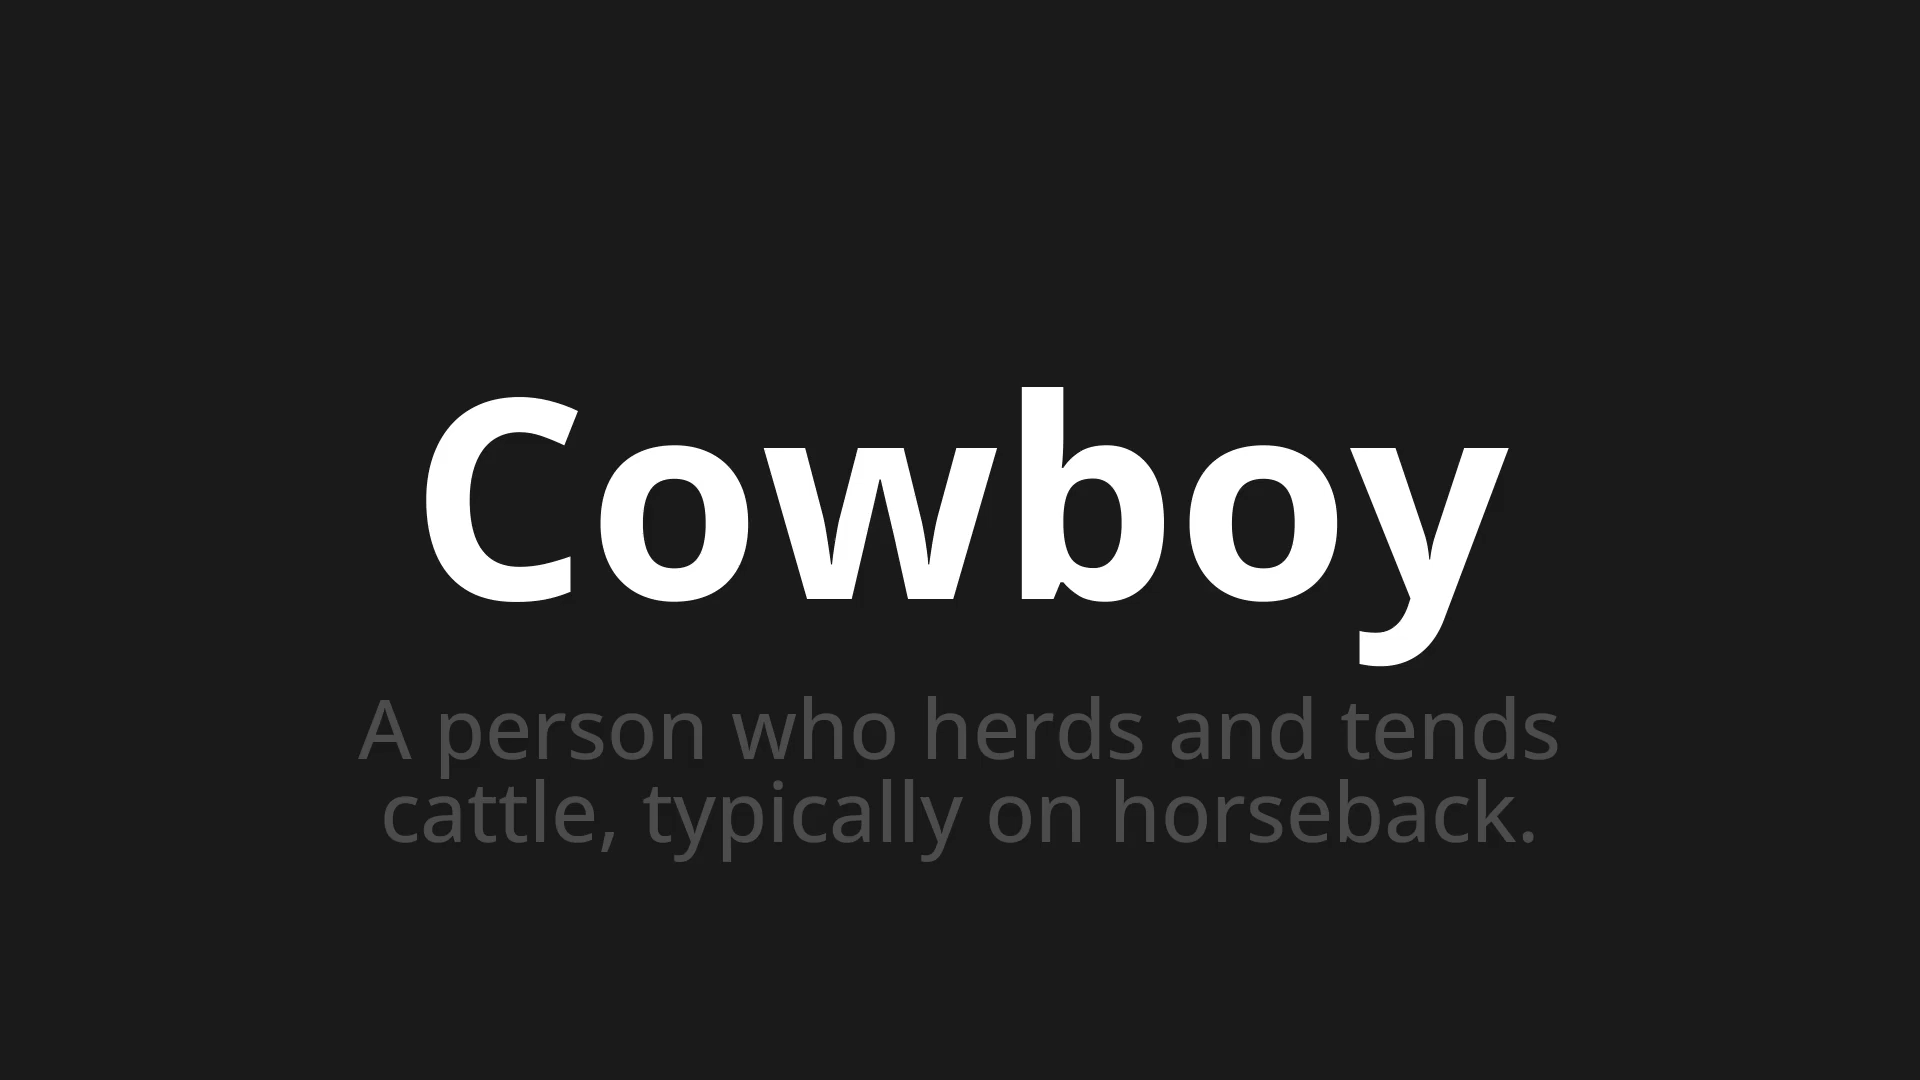 Cowboy
A person who herds and tends
cattle, typically on horseback.